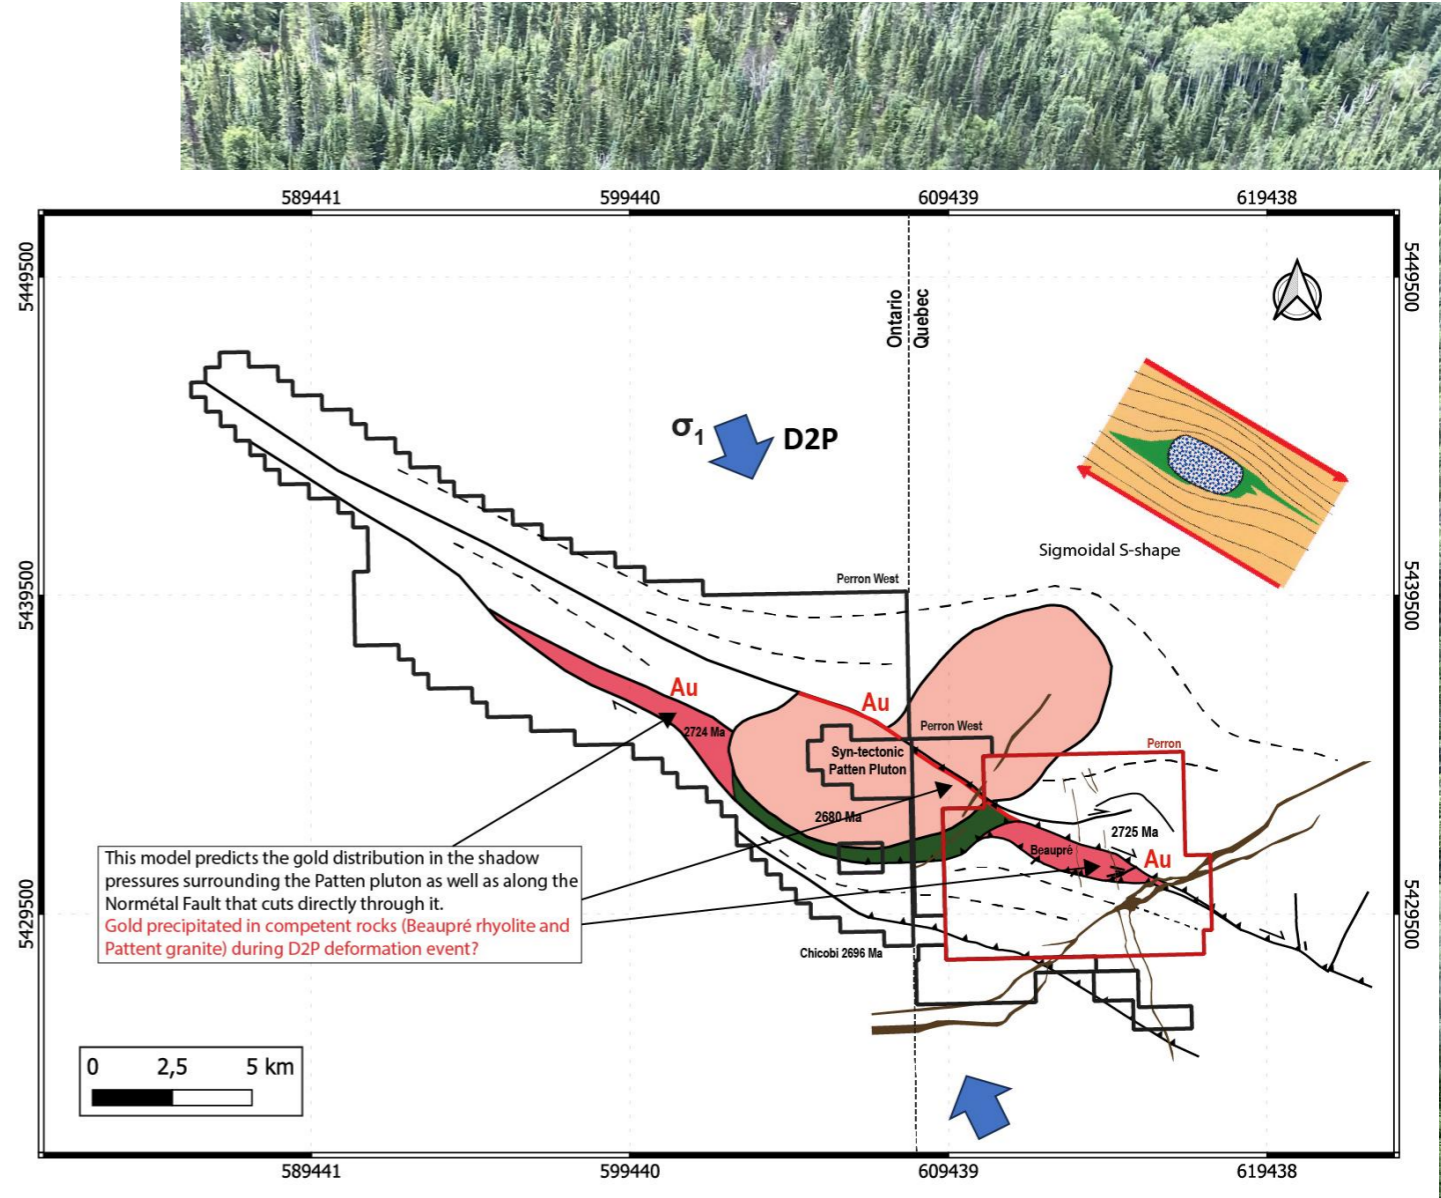 589441
599440
609439
619438
5449500
5449500
Ontario
Quebec
σ1
D2P
Sigmoidal S-shape
5439500
5439500
Perron West
Au
Au
2724 Ma
Perron West
Perron
Syn-tectonic
Patten Pluton
2680 Ma
2725 Ma
Beaupré
Au
This model predicts the gold distribution in the shadow
pressures surrounding the Patten pluton as well as along the
Normétal Fault that cuts directly through it.
Gold precipitated in competent rocks (Beaupré rhyolite and
Pattent granite) during D2P deformation event?
5429500
5429500
Chicobi 2696 Ma
0 2,5 5 km
589441
599440
609439
619438